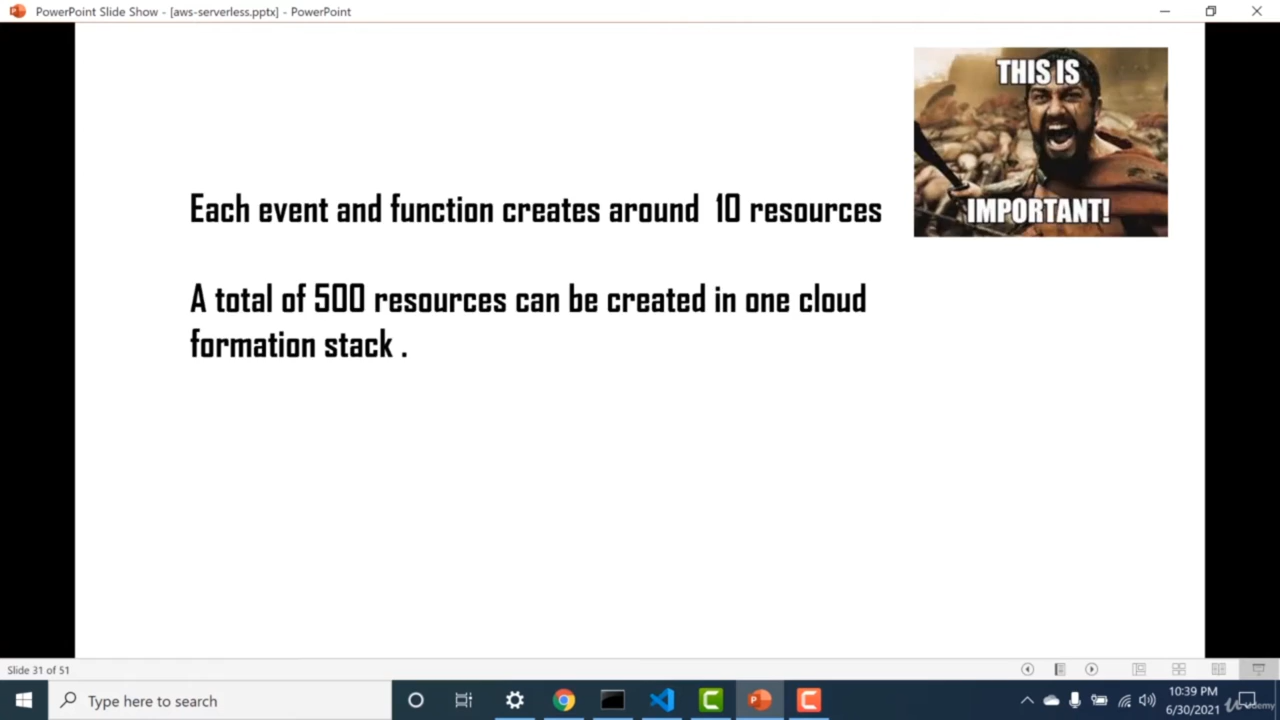 PowerPoint Slide Show - [aws-serverless.pptx] - PowerPoint
THIS IS
IMPORTANT!
Each event and function creates around 10 resources
A total of 500 resources can be created in one cloud
formation stack .
Slide 31 of 51
Type here to search
10:39 PM
6/30/2021
Udemy